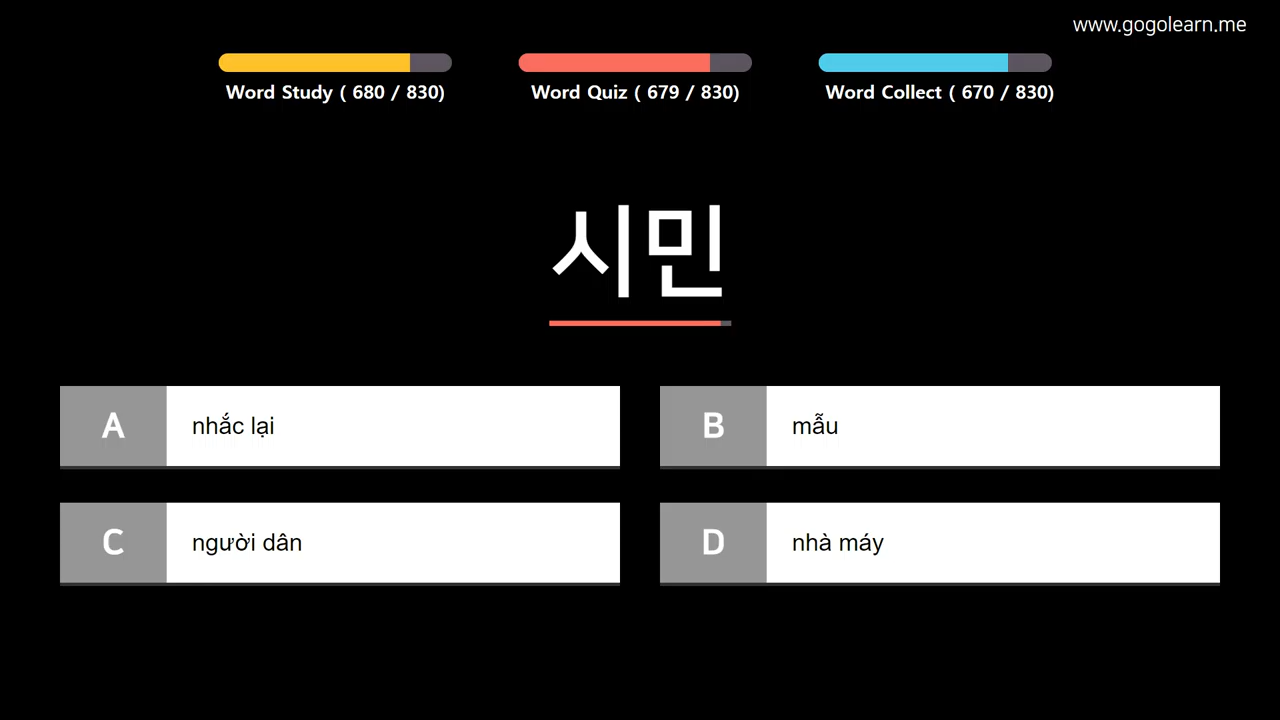 www.gogolearn.me
Word Study ( 680 / 830)
Word Quiz ( 679 / 830)
Word Collect ( 670 / 830)
시민
A
nhắc lại
B
mẫu
C
người dân
D
nhà máy